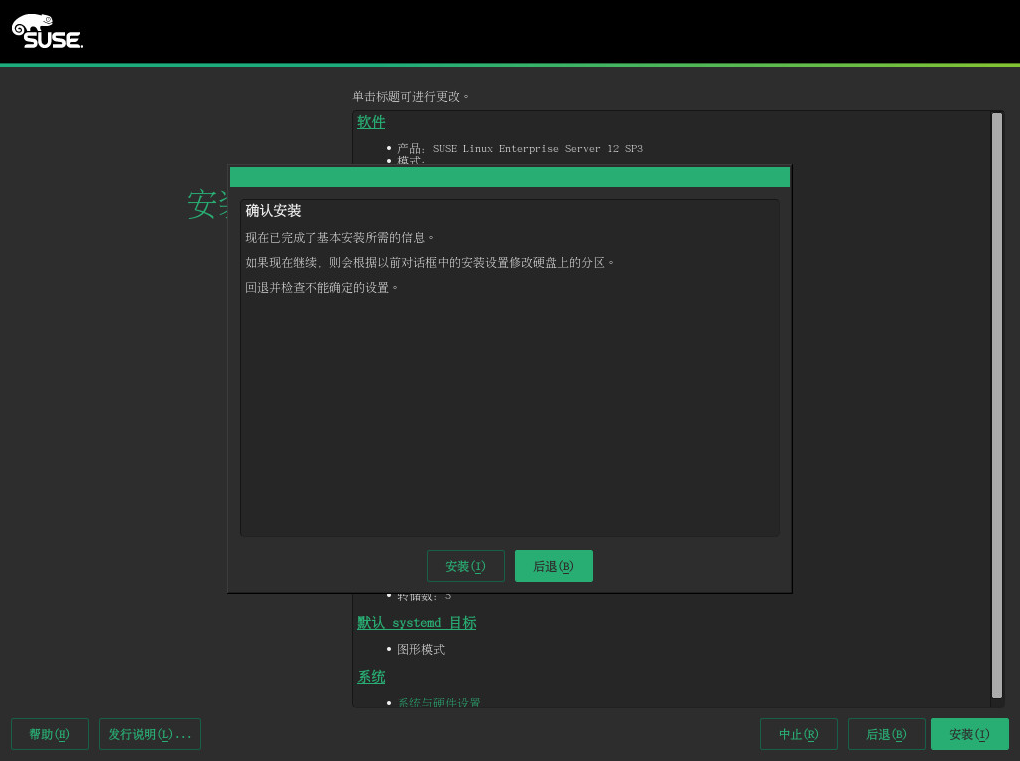 SUSE.
单击标题可进行更改。
软件
• 产品: SUSE Linux Enterprise Server 12 SP3
• 模式:
安装
确认安装
现在已完成了基本安装所需的信息。
如果现在继续, 则会根据以前对话框中的安装设置修改硬盘上的分区。
回退并检查不能确定的设置。
安装(I) 后退(B)
• 转储数: 5
默认 systemd 目标
• 图形模式
系统
• 系统与硬件设置
帮助(H) 发行说明(L)... 中止(R) 后退(B) 安装(I)